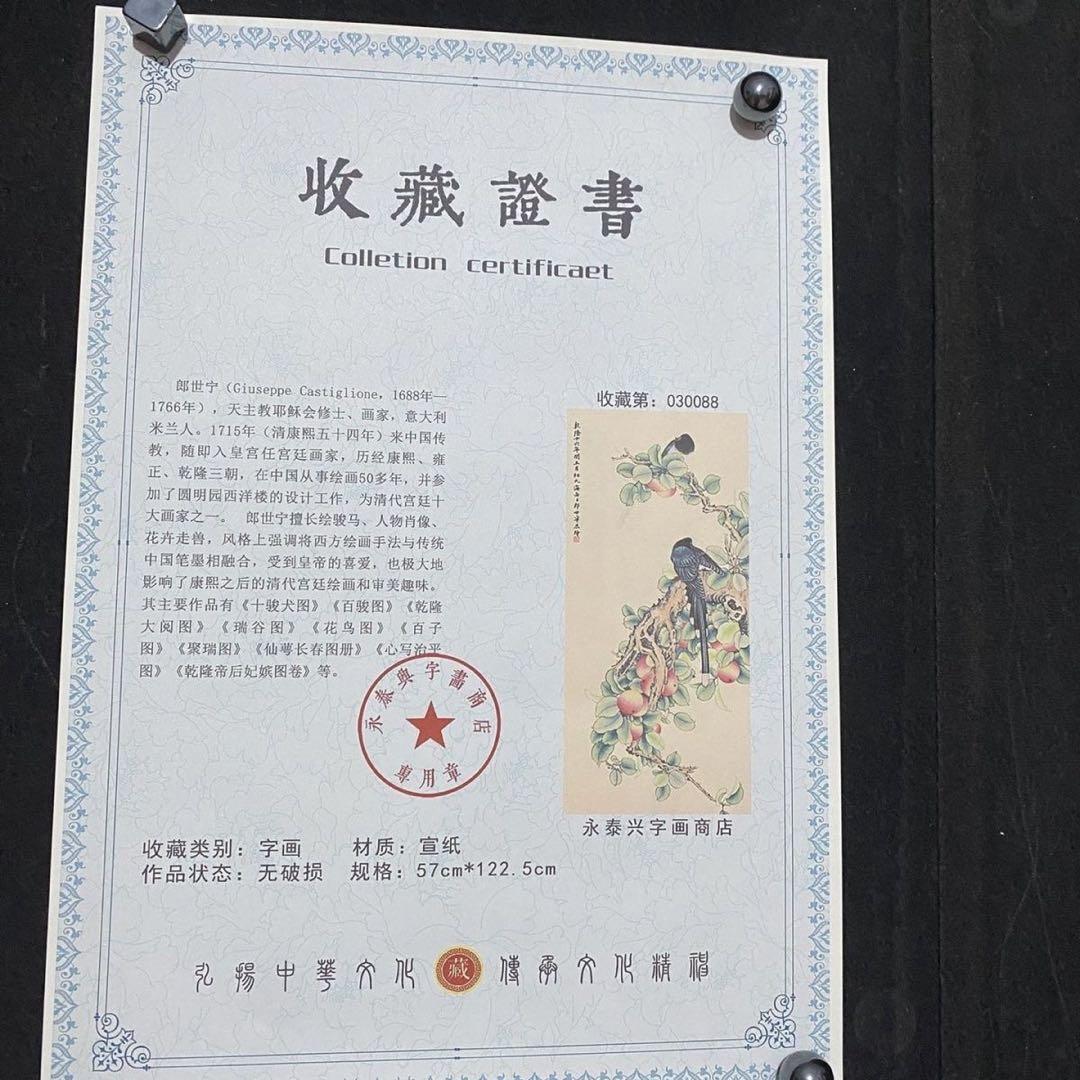 收藏證書
Colletion certificaet
郎世宁（Giuseppe Castiglione，1688年—
1766年），天主教耶稣会修士、画家，意大利
米兰人。1715年（清康熙五十四年）来中国传
教，随即入皇宫任宫廷画家，历经康熙、雍
正、乾隆三朝，在中国从事绘画50多年，并参
加了圆明园西洋楼的设计工作，为清代宫廷十
大画家之一。 郎世宁擅长绘骏马、人物肖像、
花卉走兽，风格上强调将西方绘画手法与传统
中国笔墨相融合，受到皇帝的喜爱，也极大地
影响了康熙之后的清代宫廷绘画和审美趣味。
其主要作品有《十骏犬图》《百骏图》《乾隆
大阅图》《瑞谷图》《花鸟图》《百子
图》《聚瑞图》《仙萼长春图册》《心写治平
图》《乾隆帝后妃嫔图卷》等。
收藏第：030088
永泰兴字画商店
永泰興字畵商店
專用章
收藏类别：字画 材质：宣纸
作品状态：无破损 规格：57cm*122.5cm
弘揚中華文化 藏 傳承文化精神